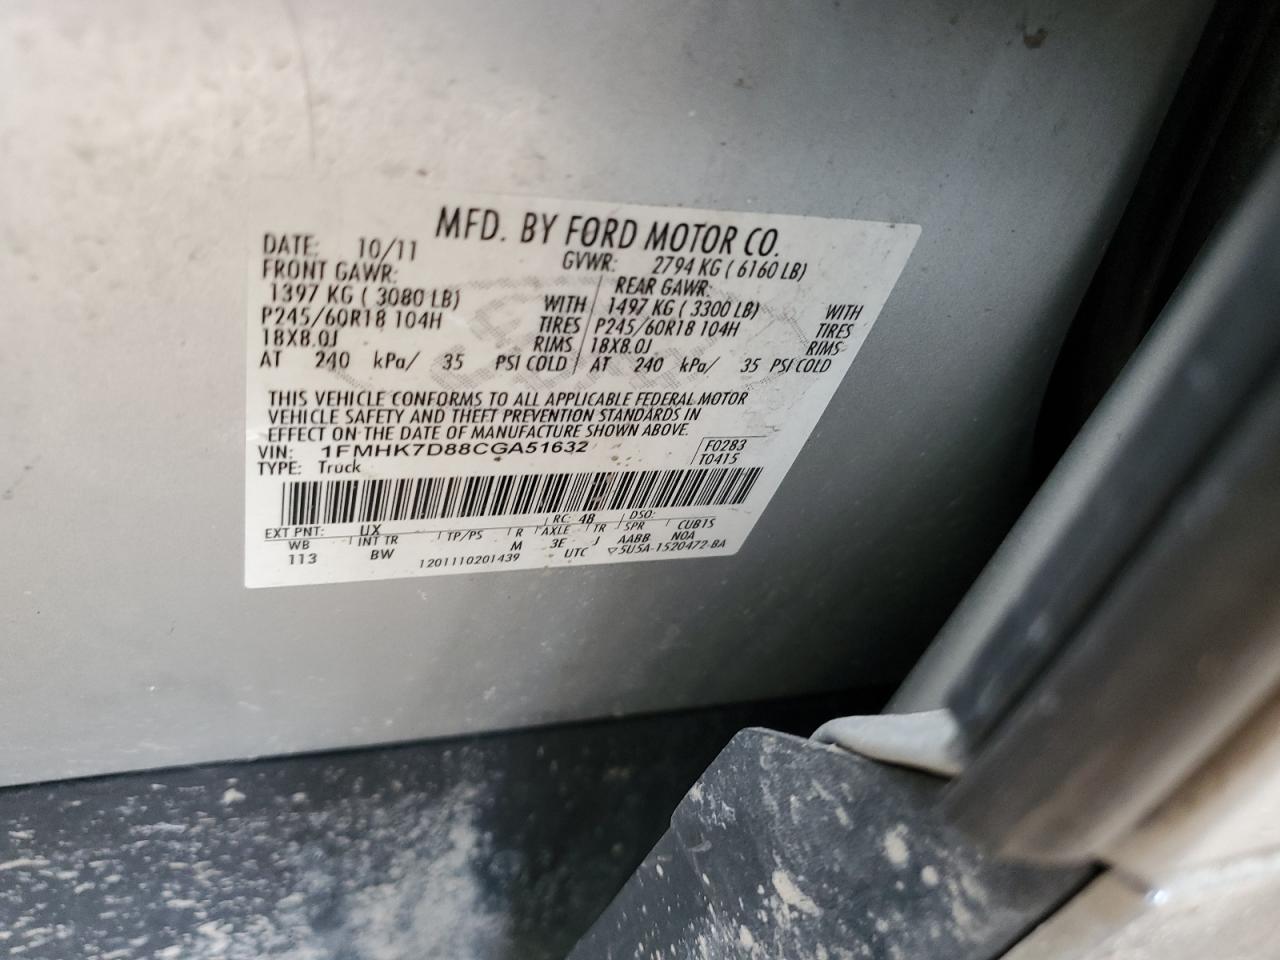 MFD. BY FORD MOTOR CO.
DATE: 10/11 GVWR: 2794 KG ( 6160 LB)
FRONT GAWR: REAR GAWR:
1397 KG ( 3080 LB) WITH 1497 KG ( 3300 LB) WITH
P245/60R18 104H TIRES P245/60R18 104H TIRES
18X8.0J RIMS 18X8.0J RIMS
AT 240 kPa/ 35 PSI COLD AT 240 kPa/ 35 PSI COLD
THIS VEHICLE CONFORMS TO ALL APPLICABLE FEDERAL MOTOR
VEHICLE SAFETY AND THEFT PREVENTION STANDARDS IN
EFFECT ON THE DATE OF MANUFACTURE SHOWN ABOVE.
VIN: 1FMHK7D88CGA51632 F0283
TYPE: Truck T0415
EXT PNT: UX RC: 48 DSO:
WB INT TR TP/PS R AXLE TR SPR CUB1S
113 BW M 3E J AABB N0A
1201110201439 UTC ▽5U5A-1520472-BA